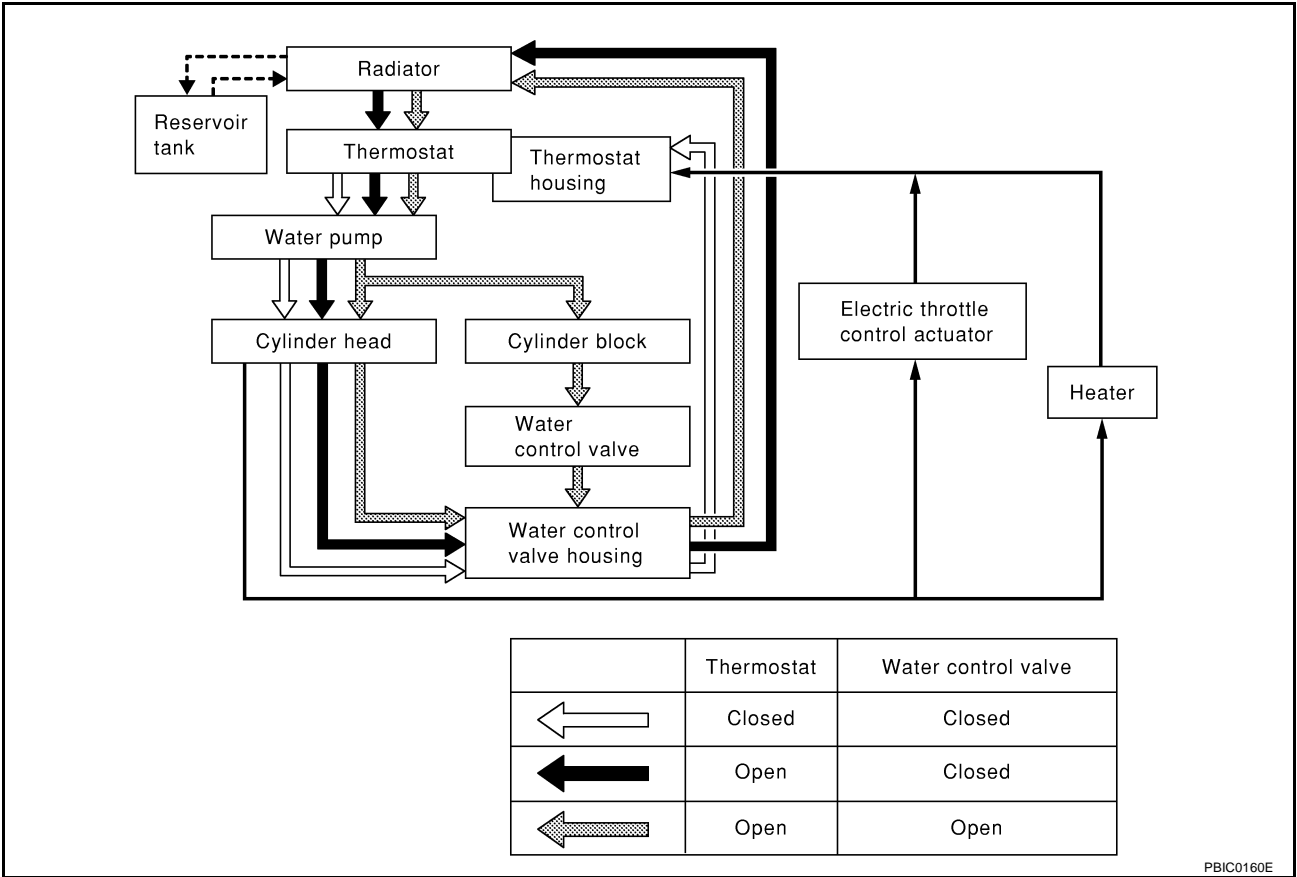 Radiator
Reservoir
tank
Thermostat
Thermostat
housing
Water pump
Electric throttle
control actuator
Cylinder head
Cylinder block
Heater
Water
control valve
Water control
valve housing
Thermostat Water control valve
Closed Closed
Open Closed
Open Open
PBIC0160E